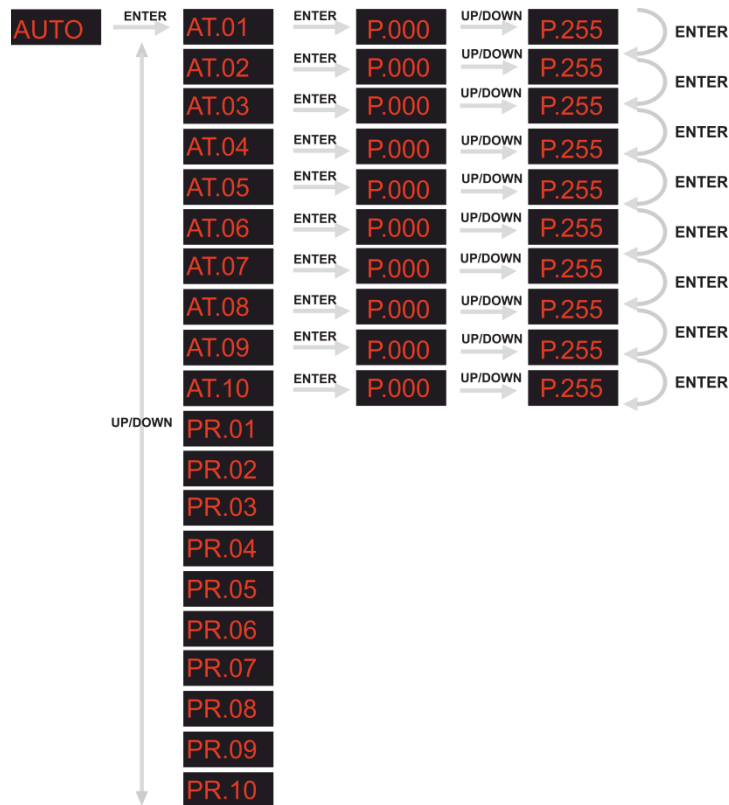 AUTO ENTER AT.01 ENTER P.000 UP/DOWN P.255 ENTER
AT.02 ENTER P.000 UP/DOWN P.255 ENTER
AT.03 ENTER P.000 UP/DOWN P.255 ENTER
AT.04 ENTER P.000 UP/DOWN P.255 ENTER
AT.05 ENTER P.000 UP/DOWN P.255 ENTER
AT.06 ENTER P.000 UP/DOWN P.255 ENTER
AT.07 ENTER P.000 UP/DOWN P.255 ENTER
AT.08 ENTER P.000 UP/DOWN P.255 ENTER
AT.09 ENTER P.000 UP/DOWN P.255
AT.10 ENTER P.000 UP/DOWN P.255
UP/DOWN PR.01
PR.02
PR.03
PR.04
PR.05
PR.06
PR.07
PR.08
PR.09
PR.10